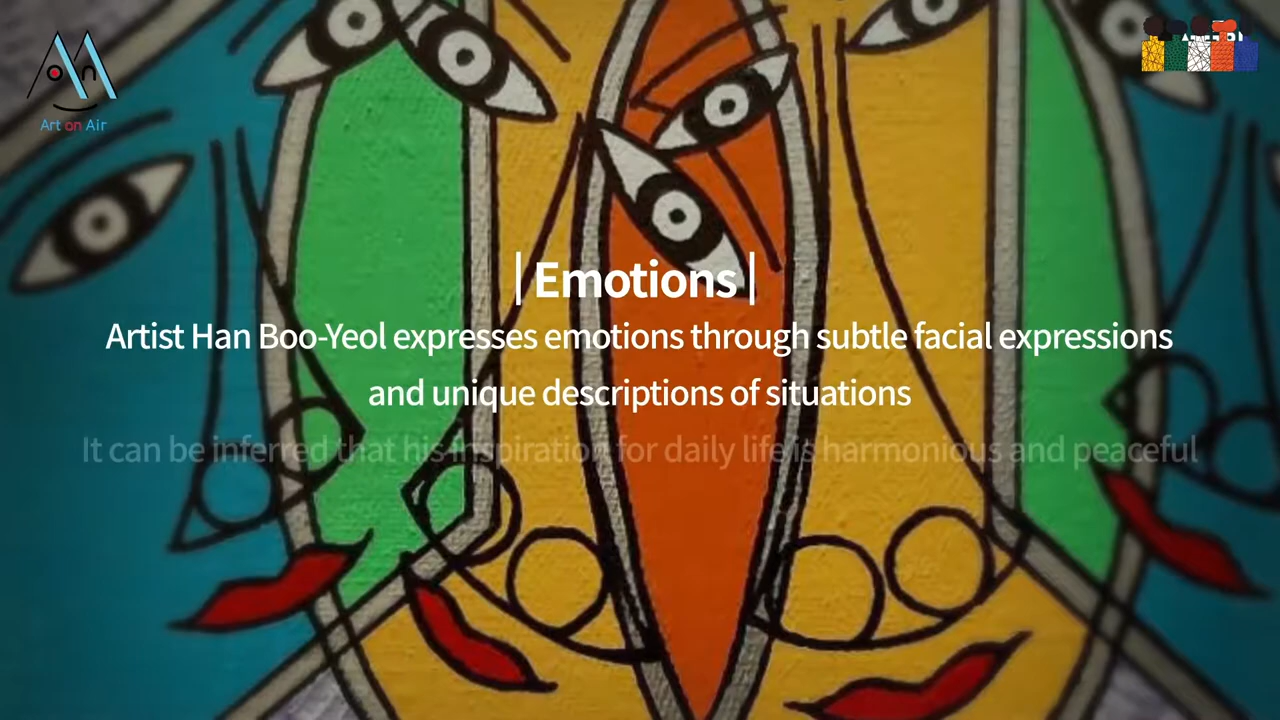 Art on Air
| Emotions |
Artist Han Boo-Yeol expresses emotions through subtle facial expressions
and unique descriptions of situations
It can be inferred that his inspiration for daily life is harmonious and peaceful